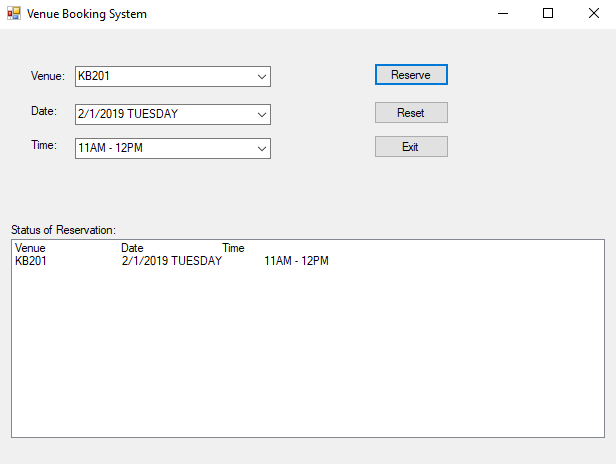 Venue Booking System
Venue: KB201 Reserve
Date: 2/1/2019 TUESDAY Reset
Time: 11AM - 12PM Exit
Status of Reservation:
Venue Date Time
KB201 2/1/2019 TUESDAY 11AM - 12PM